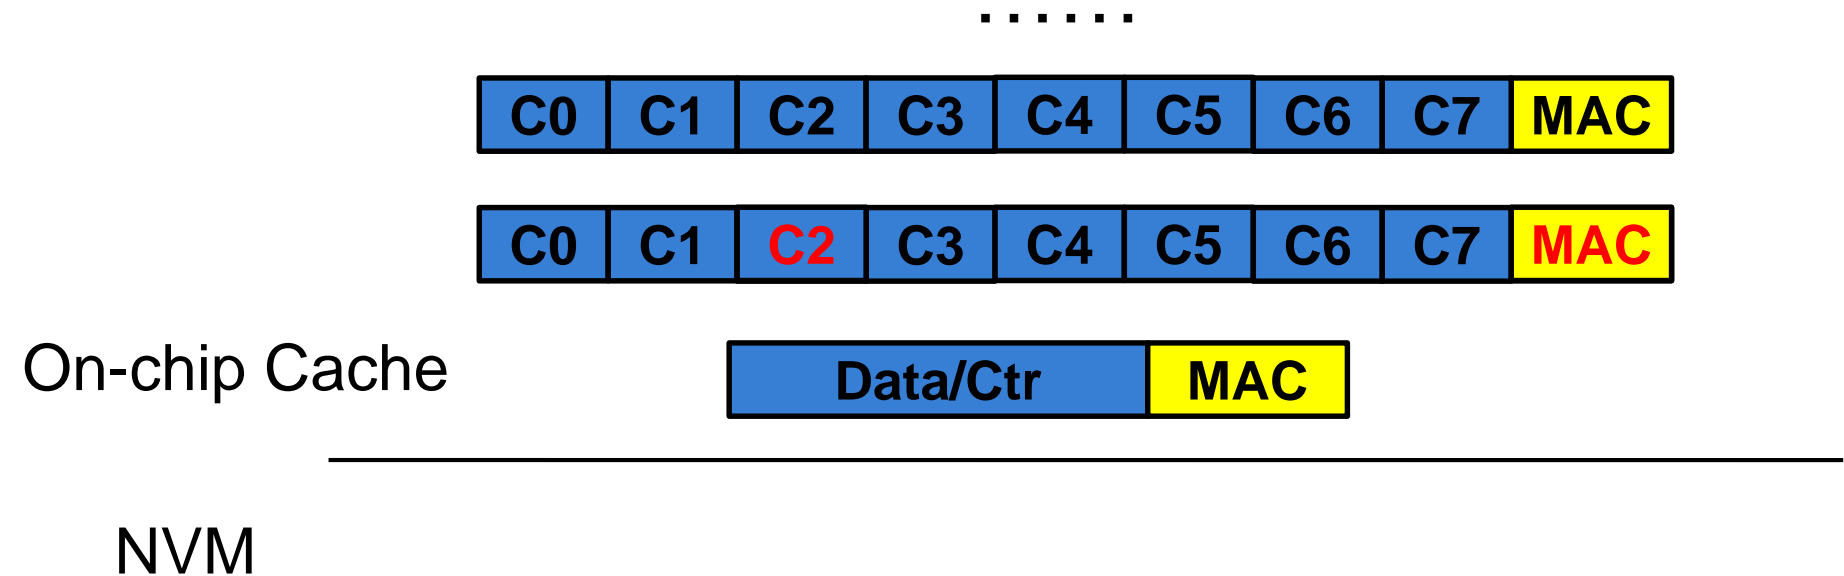 ......
C0 C1 C2 C3 C4 C5 C6 C7 MAC
C0 C1 C2 C3 C4 C5 C6 C7 MAC
On-chip Cache Data/Ctr MAC
NVM